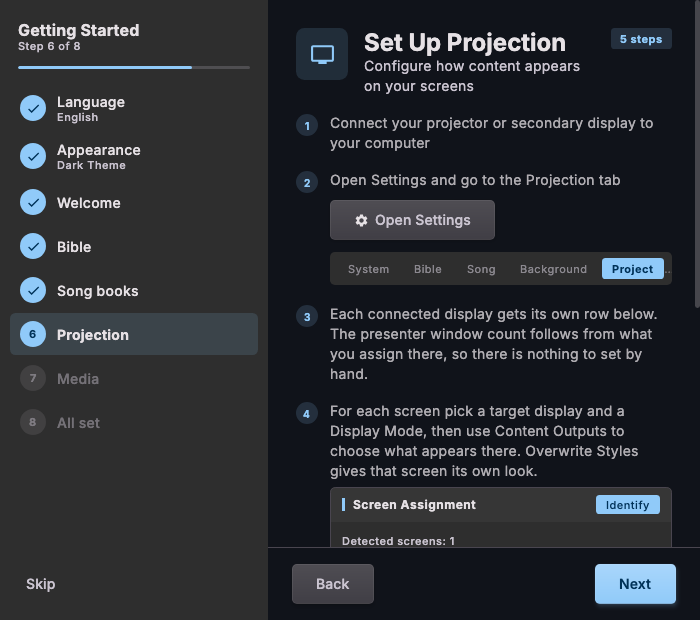 Getting Started
Step 6 of 8
Language
English
Appearance
Dark Theme
Welcome
Bible
Song books
6
Projection
7
Media
8
All set
Skip
Set Up Projection
5 steps
Configure how content appears
on your screens
1
Connect your projector or secondary display to
your computer
2
Open Settings and go to the Projection tab
Open Settings
System Bible Song Background Project...
3
Each connected display gets its own row below.
The presenter window count follows from what
you assign there, so there is nothing to set by
hand.
4
For each screen pick a target display and a
Display Mode, then use Content Outputs to
choose what appears there. Overwrite Styles
gives that screen its own look.
Screen Assignment
Identify
Detected screens: 1
Back
Next